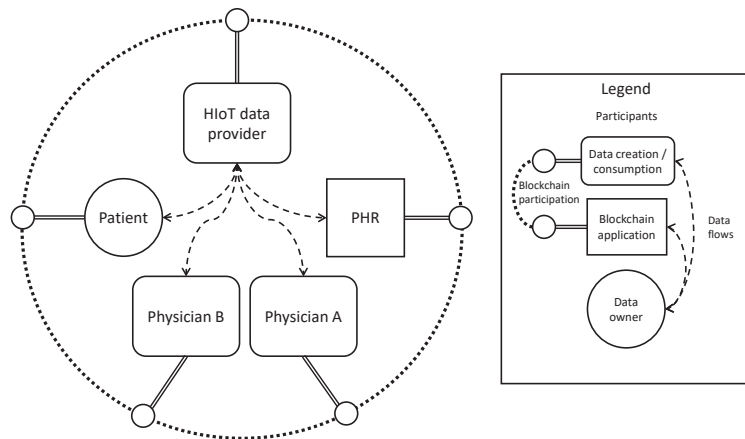 HIoT data
provider
Patient
PHR
Physician B
Physician A
Legend
Participants
Data creation /
consumption
Blockchain
participation
Blockchain
application
Data
flows
Data
owner